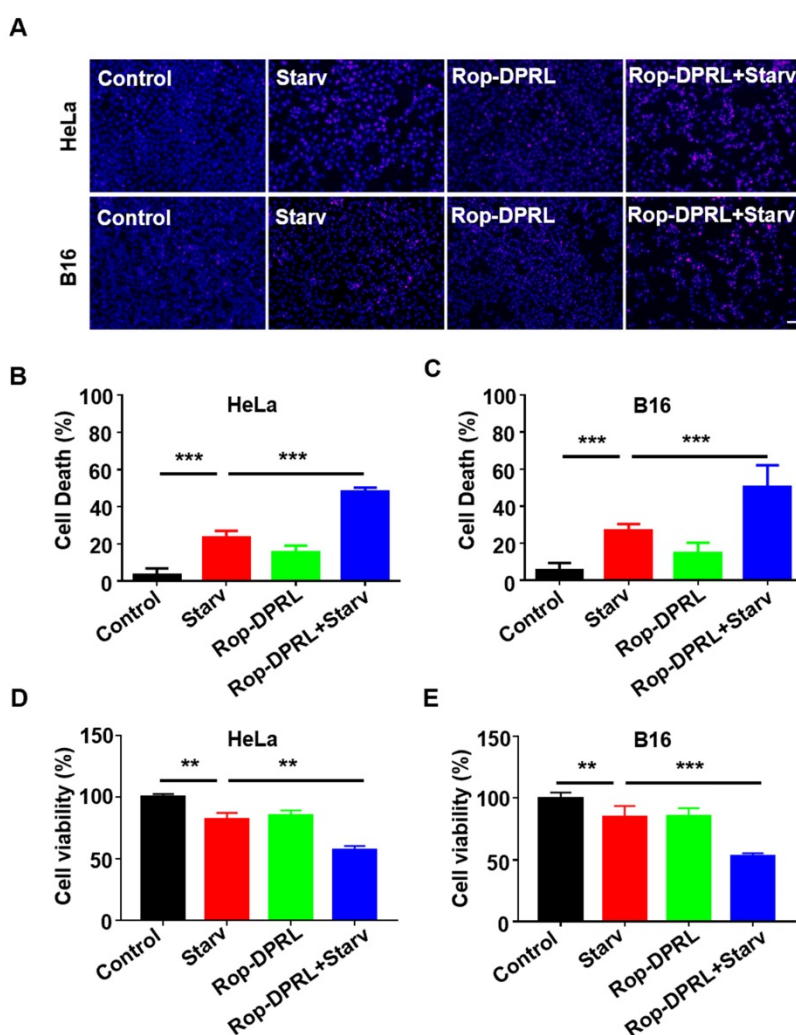 A
HeLa
Control
Starv
Rop-DPRL
Rop-DPRL+Starv
B16
Control
Starv
Rop-DPRL
Rop-DPRL+Starv
B
HeLa
Cell Death (%)
100
80
60
40
20
0
***
***
Control
Starv
Rop-DPRL
Rop-DPRL+Starv
C
B16
Cell Death (%)
100
80
60
40
20
0
***
***
Control
Starv
Rop-DPRL
Rop-DPRL+Starv
D
HeLa
Cell viability (%)
150
100
50
0
**
**
Control
Starv
Rop-DPRL
Rop-DPRL+Starv
E
B16
Cell viability (%)
150
100
50
0
**
***
Control
Starv
Rop-DPRL
Rop-DPRL+Starv